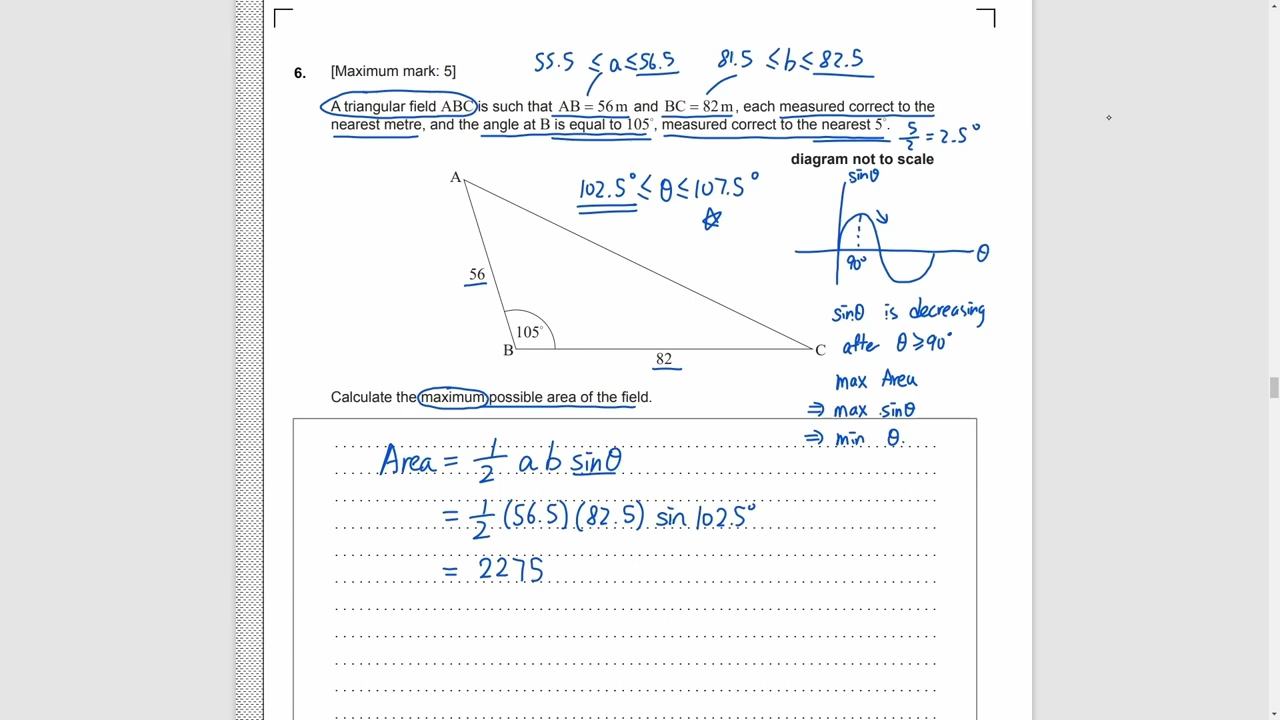 55.5 ≤ a ≤ 56.5 81.5 ≤ b ≤ 82.5
6. [Maximum mark: 5]
A triangular field ABC is such that AB = 56 m and BC = 82 m, each measured correct to the
nearest metre, and the angle at B is equal to 105°, measured correct to the nearest 5°.
5/2 = 2.5°
diagram not to scale
A
102.5° ≤ θ ≤ 107.5°
sinθ
θ
90°
56
105°
B
82
C
sinθ is decreasing
after θ ≥ 90°
max Area
⇒ max sinθ
⇒ min θ.
Calculate the maximum possible area of the field.
Area = 1/2 a b sinθ
= 1/2 (56.5)(82.5) sin 102.5°
= 2275